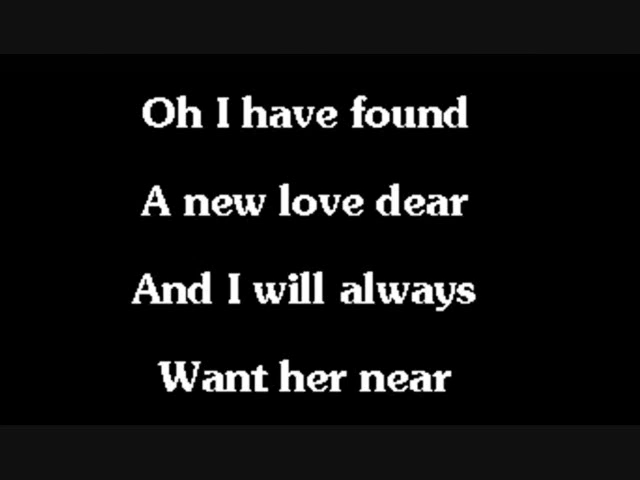 Oh I have found
A new love dear
And I will always
Want her near